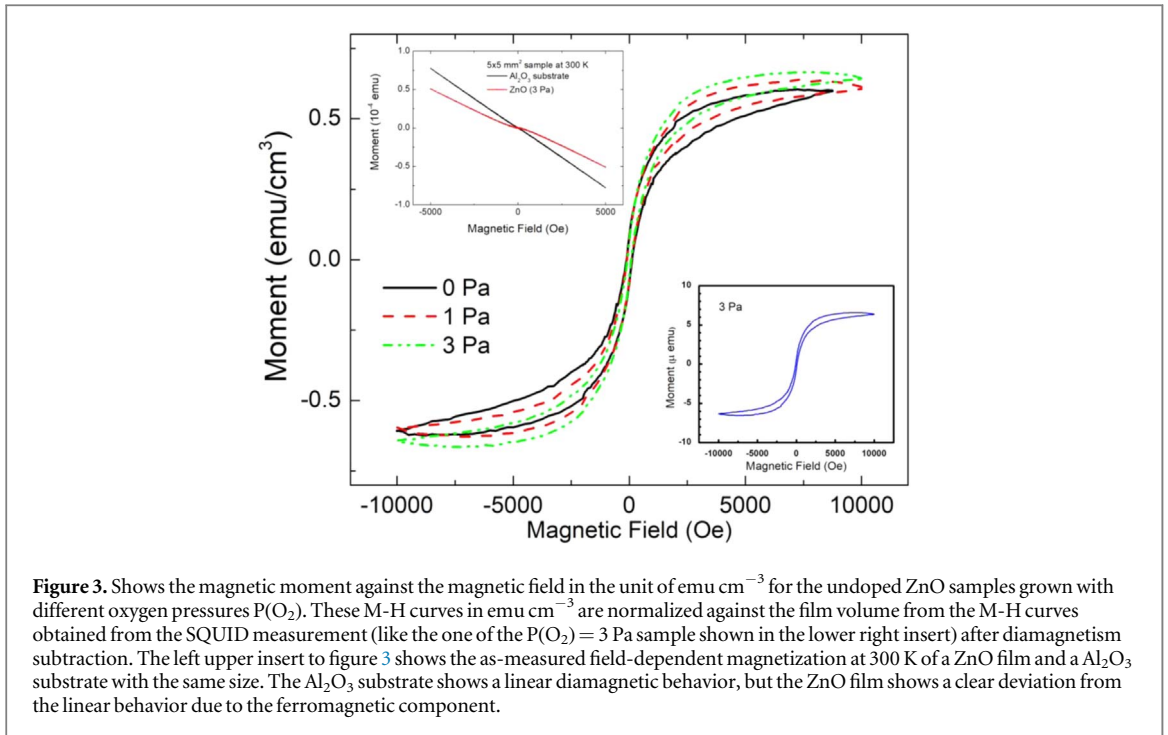 1.0
0.5
0.0
-0.5
-1.0
Moment (10⁻⁴ emu)
5x5 mm² sample at 300 K
Al₂O₃ substrate
ZnO (3 Pa)
-5000 0 5000
Magnetic Field (Oe)
0.5
0.0
-0.5
Moment (emu/cm³)
0 Pa
1 Pa
3 Pa
10
5
0
-5
-10
Moment (μ emu)
3 Pa
-10000 -5000 0 5000 10000
Magnetic Field (Oe)
-10000 -5000 0 5000 10000
Magnetic Field (Oe)
Figure 3. Shows the magnetic moment against the magnetic field in the unit of emu cm⁻³ for the undoped ZnO samples grown with
different oxygen pressures P(O₂). These M-H curves in emu cm⁻³ are normalized against the film volume from the M-H curves
obtained from the SQUID measurement (like the one of the P(O₂) = 3 Pa sample shown in the lower right insert) after diamagnetism
subtraction. The left upper insert to figure 3 shows the as-measured field-dependent magnetization at 300 K of a ZnO film and a Al₂O₃
substrate with the same size. The Al₂O₃ substrate shows a linear diamagnetic behavior, but the ZnO film shows a clear deviation from
the linear behavior due to the ferromagnetic component.